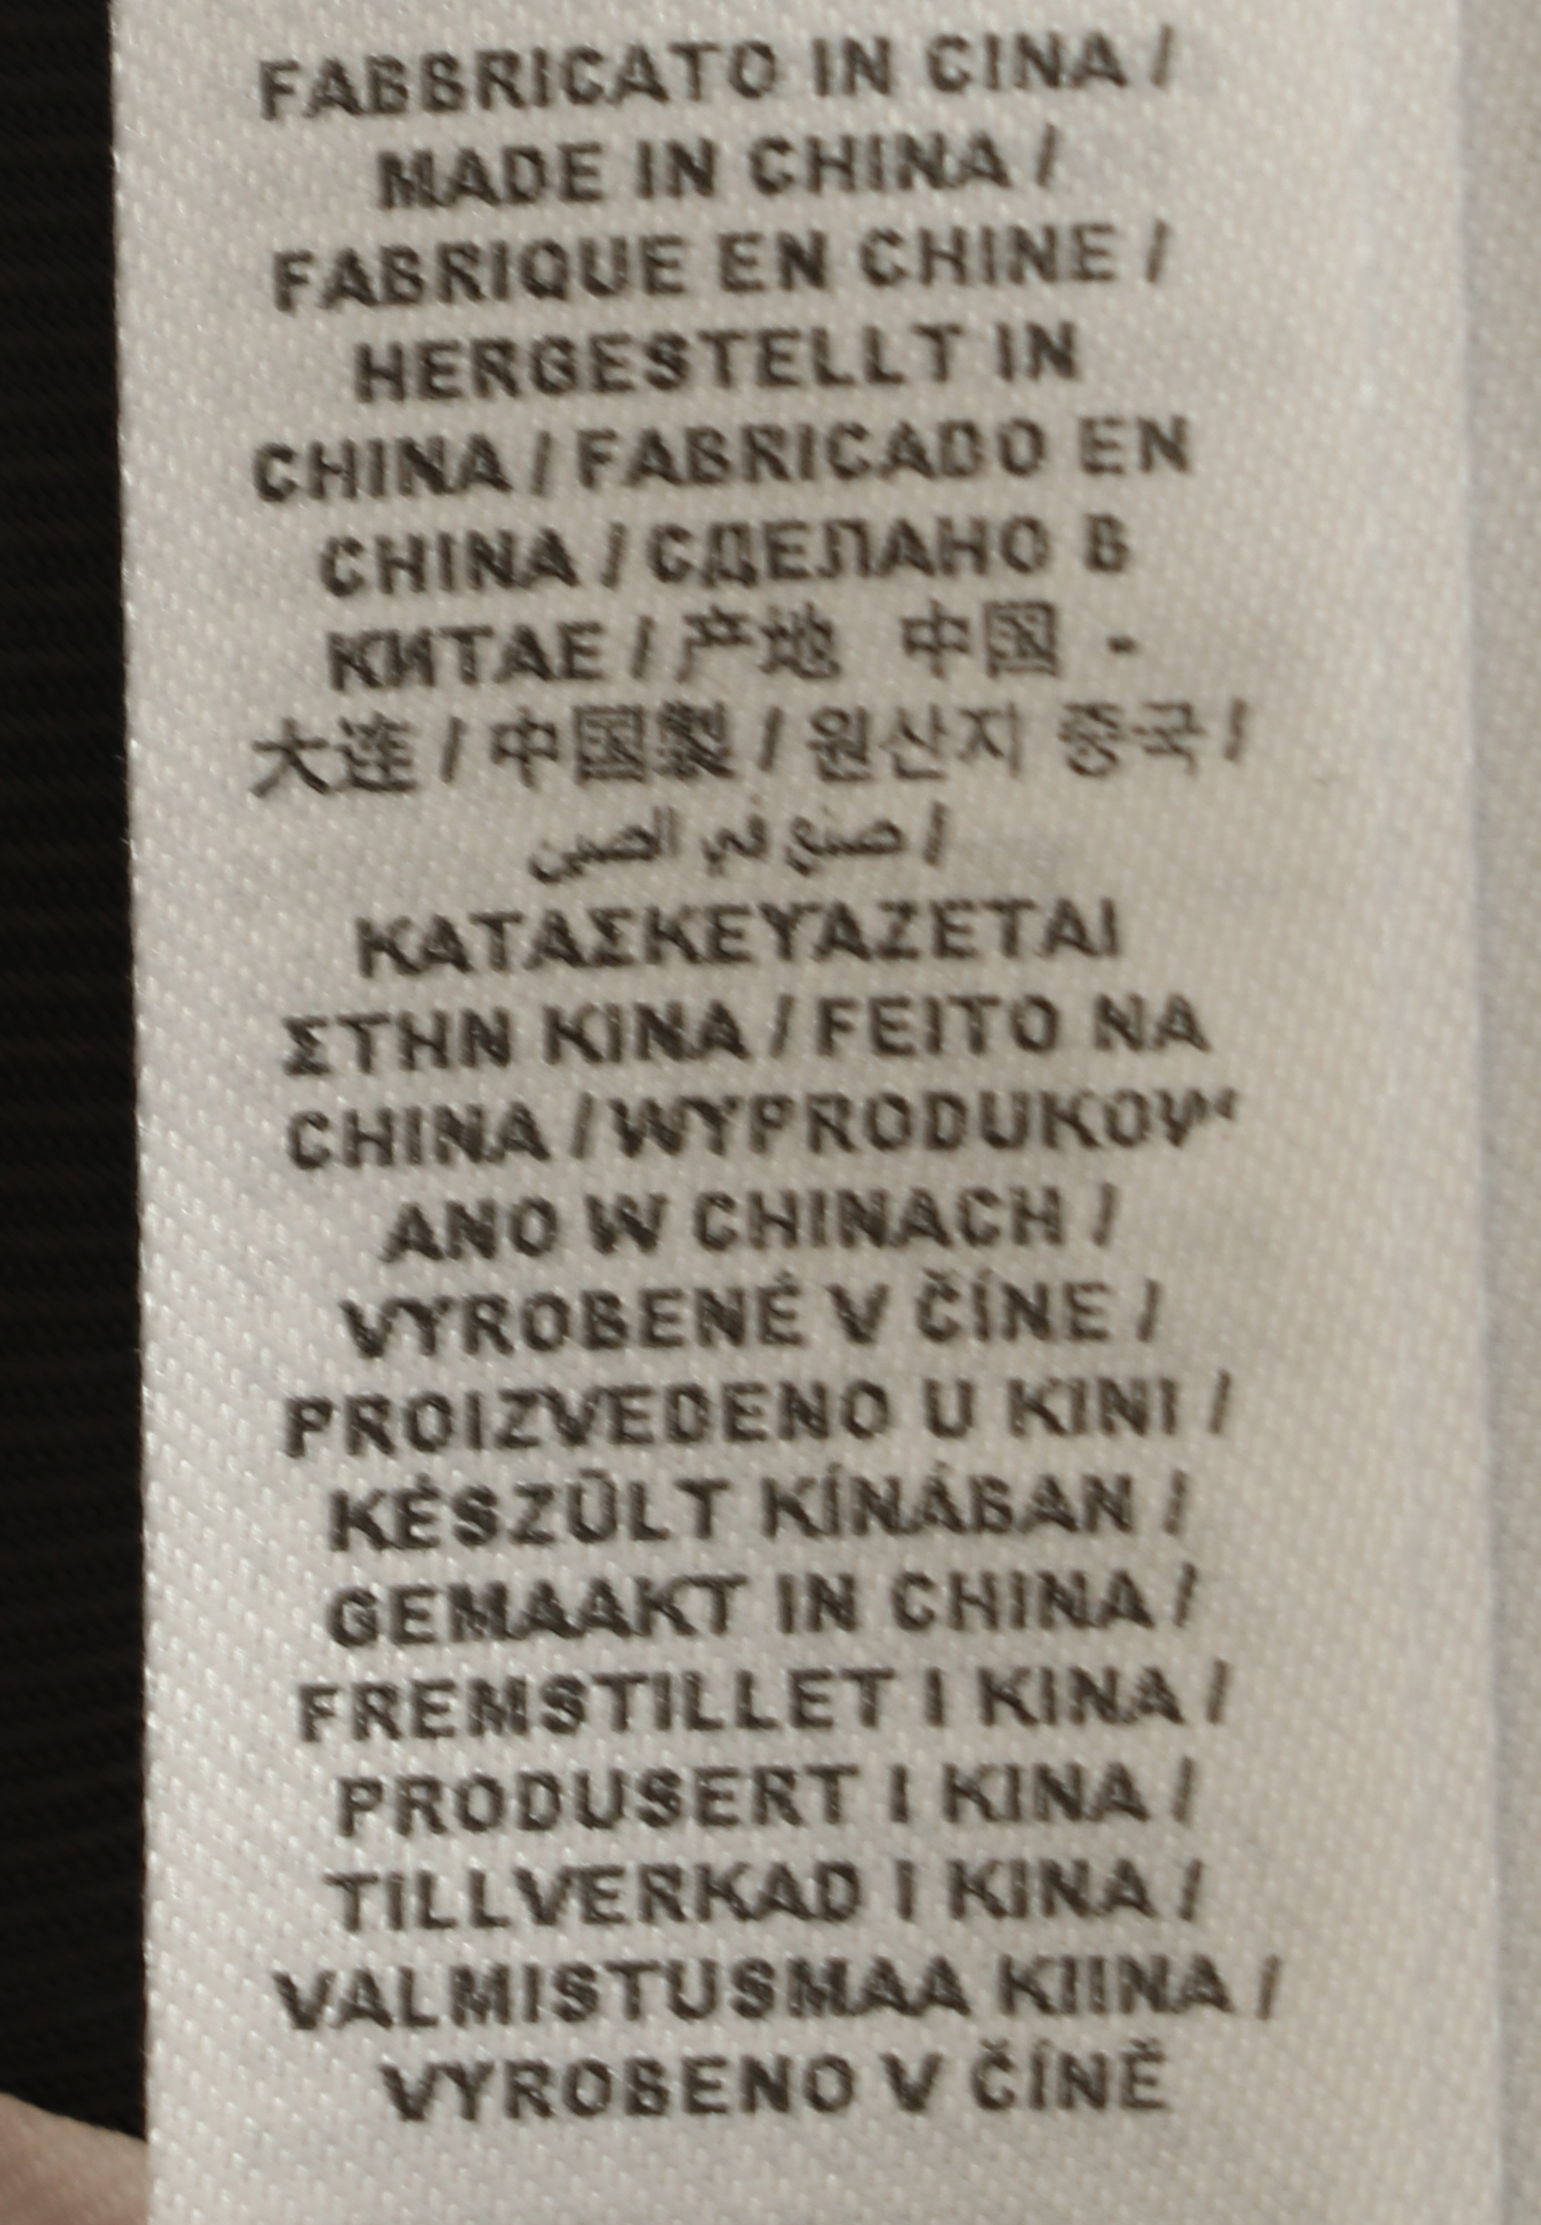 FABBRICATO IN CINA /
MADE IN CHINA /
FABRIQUE EN CHINE /
HERGESTELLT IN
CHINA / FABRICADO EN
CHINA / СДЕЛАНО В
КИТАЕ / 产地 中国 -
大连 / 中国製 / 원산지 중국 /
صنع في الصين /
ΚΑΤΑΣΚΕΥΑΖΕΤΑΙ
ΣΤΗΝ ΚΙΝΑ / FEITO NA
CHINA / WYPRODUKOW-
ANO W CHINACH /
VYROBENÉ V ČÍNE /
PROIZVEDENO U KINI /
KÉSZÜLT KÍNÁBAN /
GEMAAKT IN CHINA /
FREMSTILLET I KINA /
PRODUSERT I KINA /
TILLVERKAD I KINA /
VALMISTUSMAA KIINA /
VYROBENO V ČÍNĚ